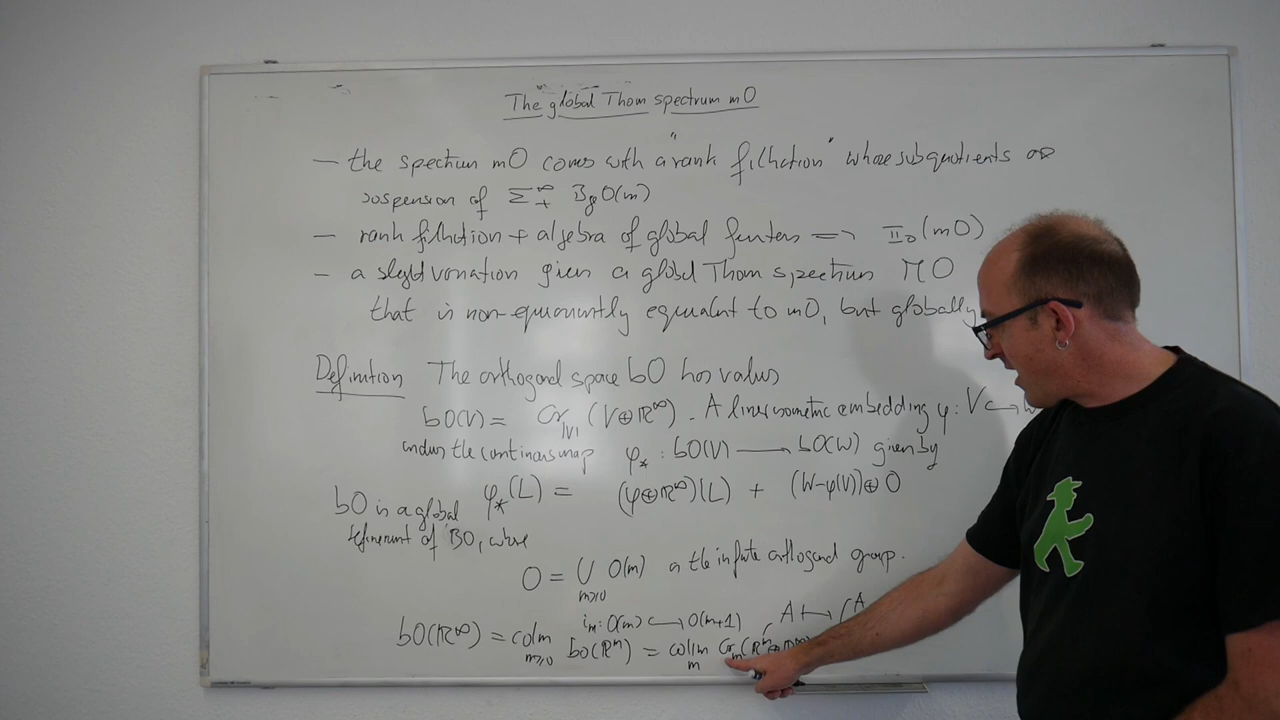 The global Thom spectrum mO
— the spectrum mO comes with a "rank filtration" whose subquotients are
suspension of Σ^∞_+ B_gl O(m)
— rank filtration + algebra of global functors => π_0(mO)
— a slight variation gives a global Thom spectrum MO
that is non-equivariantly equivalent to mO, but globally
Definition The orthogonal space bO has values
bO(V) = Gr_|V| (V⊕ℝ^∞). A linear isometric embedding φ: V ↪
induces the continuous map φ_* : bO(V) ⟶ bO(W) given by
φ_*(L) = (φ⊕ℝ^∞)(L) + (W-φ(V))⊕0
bO is a global
refinement of BO, where
O = ∪_{m≥0} O(m) is the infinite orthogonal group.
i_m: O(m) ↪ O(m+1), A ↦ (A
bO(ℝ^∞) = colim_{m≥0} bO(ℝ^m) = colim_m Gr_m(ℝ^m⊕ℝ^∞)